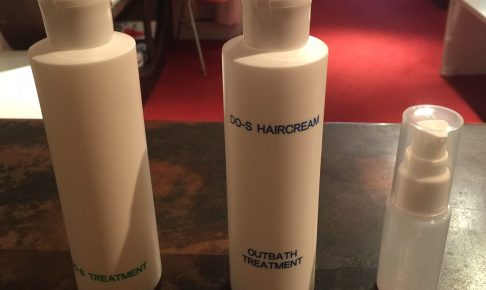 DO-S HAIRCREAM
OUTBATH
TREATMENT
O-S TREATMENT